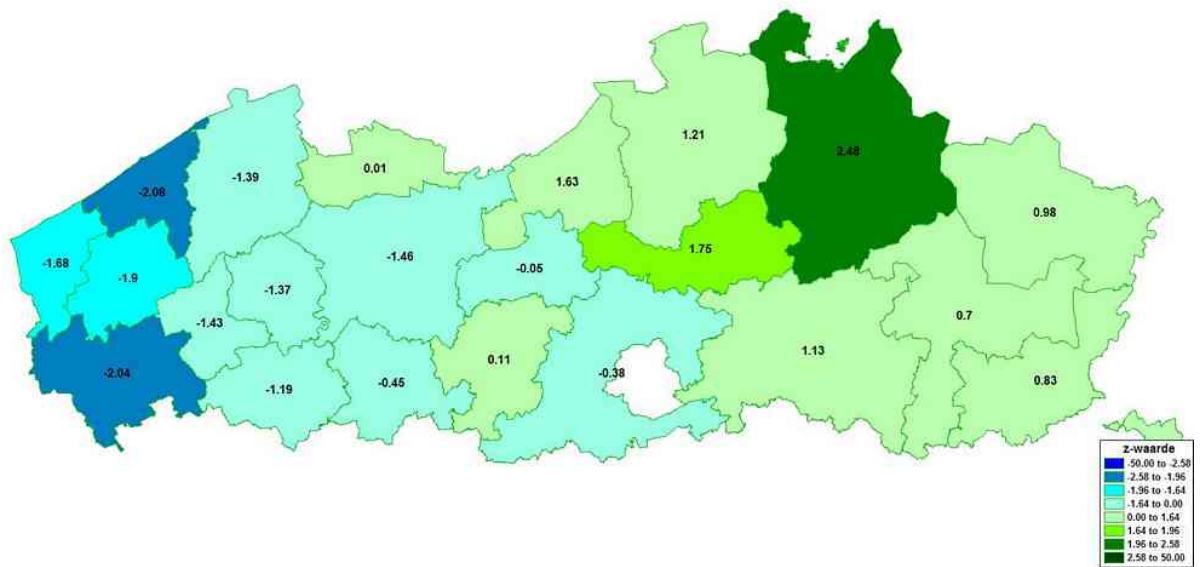 1.21
2.48
0.01
-1.39
1.63
-2.08
0.98
-1.68
-1.9
-1.46
-0.05
1.75
-1.37
-1.43
0.7
0.11
1.13
-2.04
-1.19
-0.45
-0.38
0.83
z-waarde
-50.00 to -2.58
-2.58 to -1.96
-1.96 to -1.64
-1.64 to 0.00
0.00 to 1.64
1.64 to 1.96
1.96 to 2.58
2.58 to 50.00